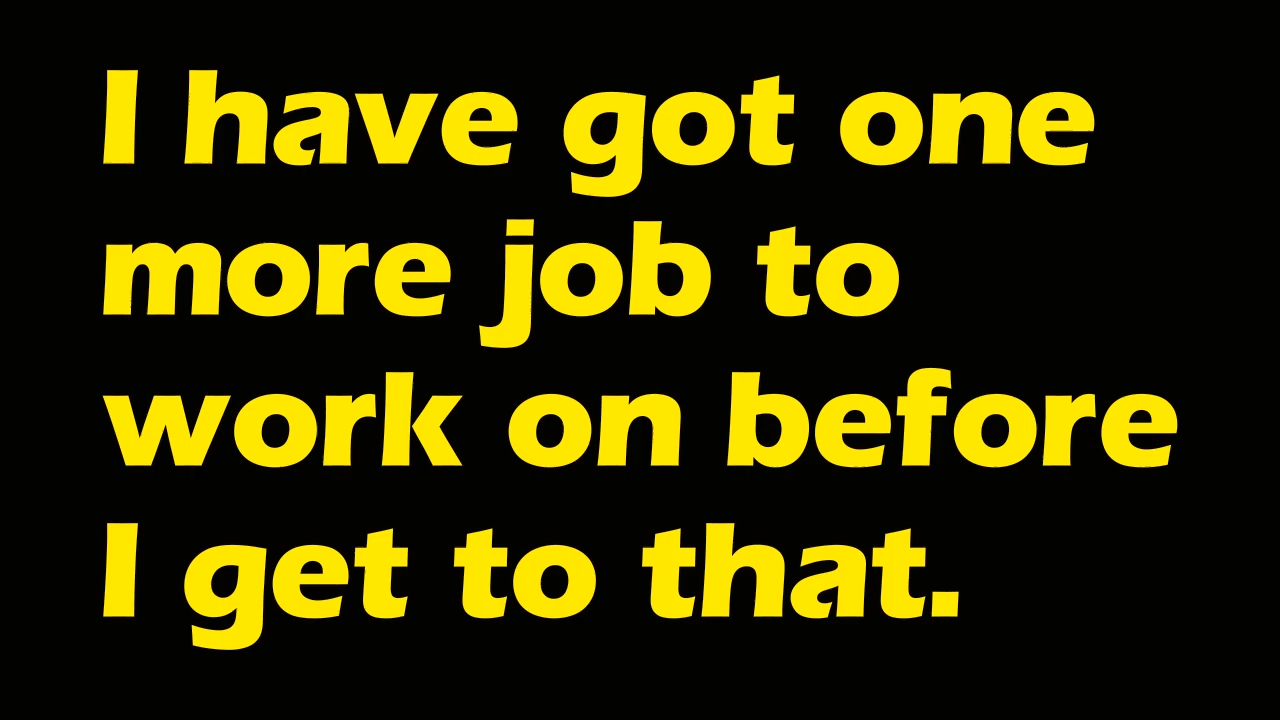 I have got one
more job to
work on before
I get to that.